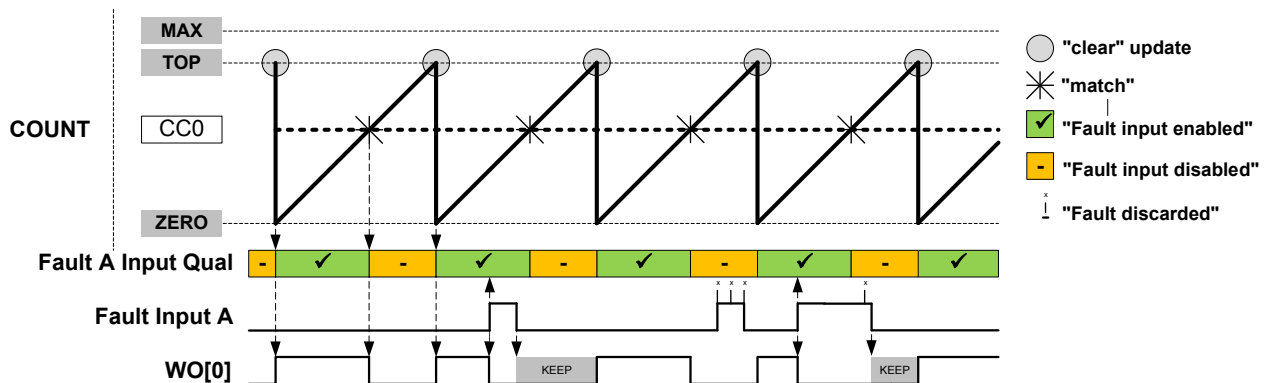 MAX
"clear" update
TOP
"match"
COUNT
CC0
"Fault input enabled"
"Fault input disabled"
x
"Fault discarded"
ZERO
Fault A Input Qual
- ✓ - ✓ - ✓ - ✓ - ✓
x x x x
Fault Input A
WO[0]
KEEP KEEP